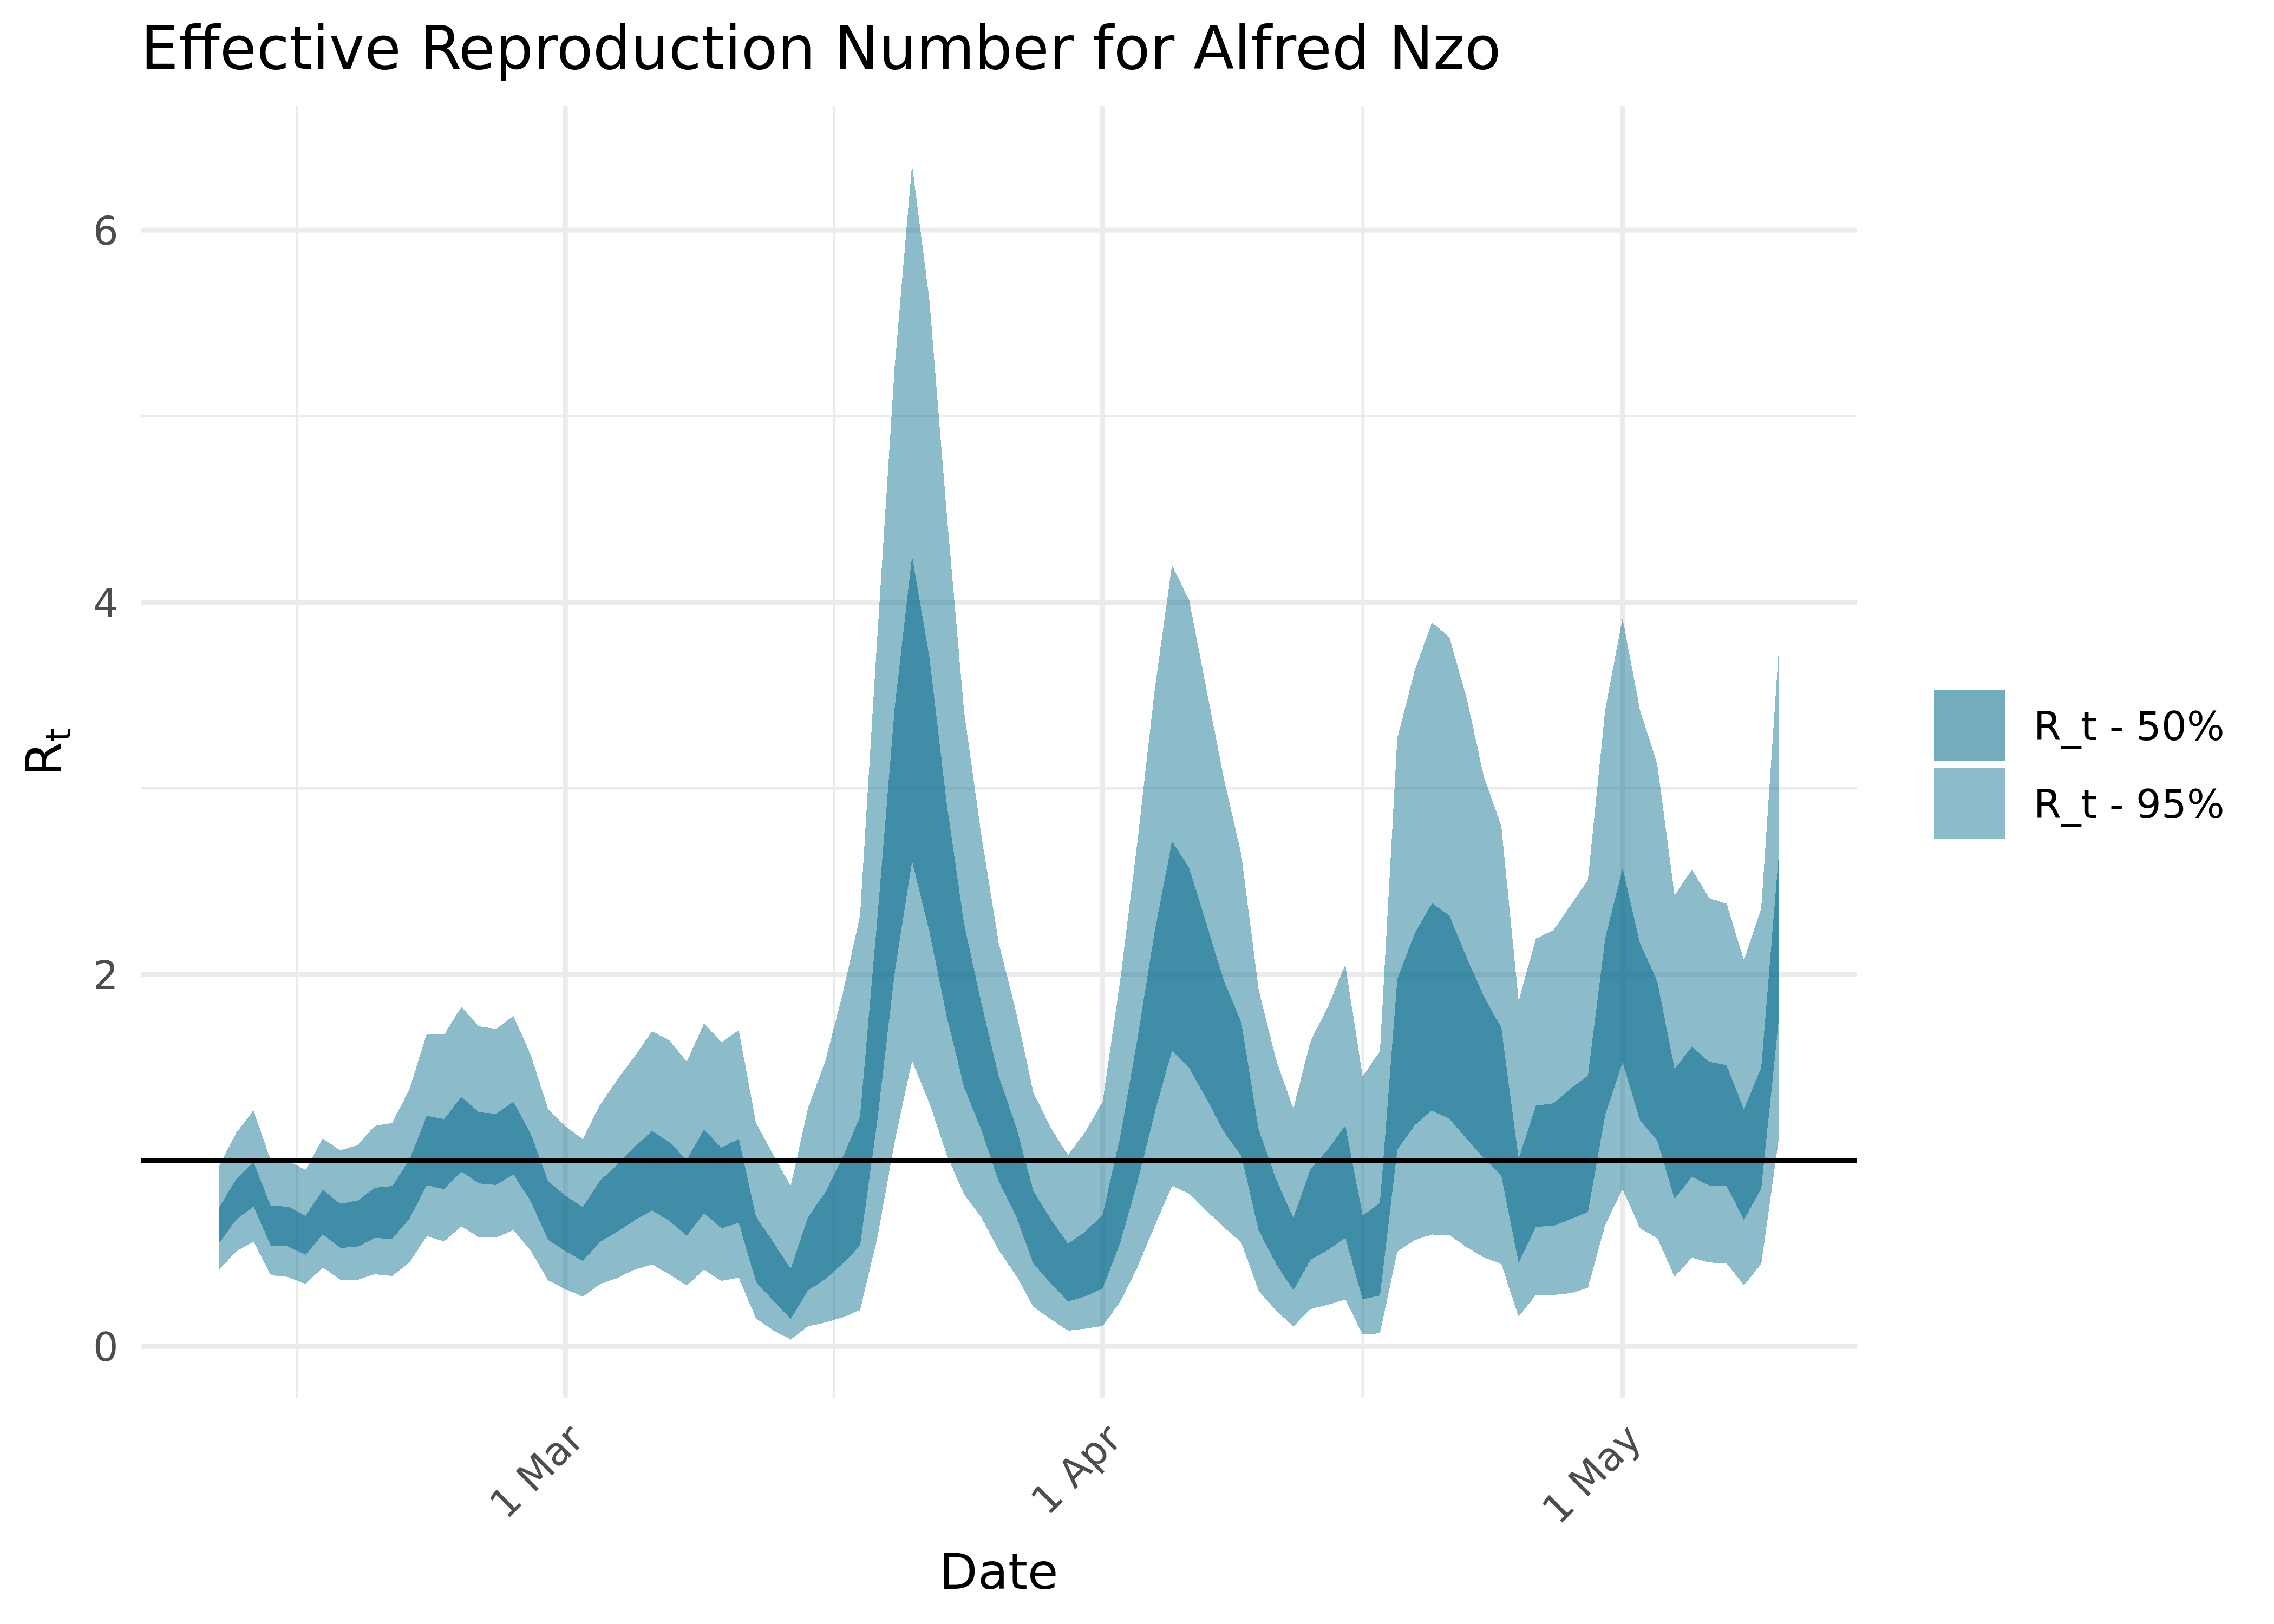 Effective Reproduction Number for Alfred Nzo
6
4
2
0
Rt
1 Mar
1 Apr
1 May
Date
R_t - 50%
R_t - 95%